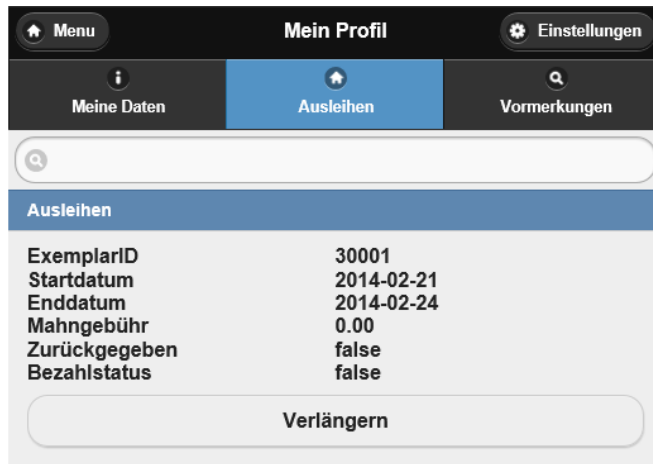 Menu Mein Profil Einstellungen
Meine Daten Ausleihen Vormerkungen
Ausleihen
ExemplarID 30001
Startdatum 2014-02-21
Enddatum 2014-02-24
Mahngebühr 0.00
Zurückgegeben false
Bezahlstatus false
Verlängern